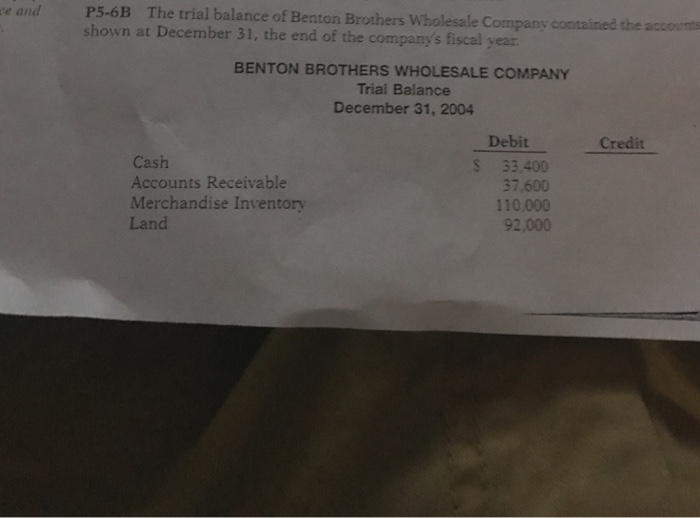 ce and
P5-6B The trial balance of Benton Brothers Wholesale Company contained the accounts
shown at December 31, the end of the company's fiscal year.
BENTON BROTHERS WHOLESALE COMPANY
Trial Balance
December 31, 2004
Debit Credit
Cash $ 33,400
Accounts Receivable 37,600
Merchandise Inventory 110,000
Land 92,000